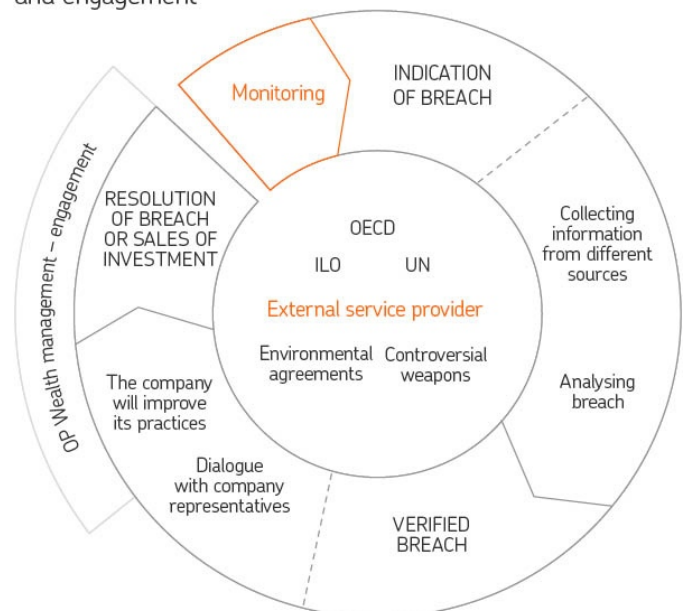 and engagement
Monitoring
INDICATION
OF BREACH
Collecting
information
from different
sources
Analysing
breach
VERIFIED
BREACH
Dialogue
with company
representatives
The company
will improve
its practices
RESOLUTION
OF BREACH
OR SALES OF
INVESTMENT
OP Wealth management – engagement
OECD
ILO UN
External service provider
Environmental
agreements
Controversial
weapons